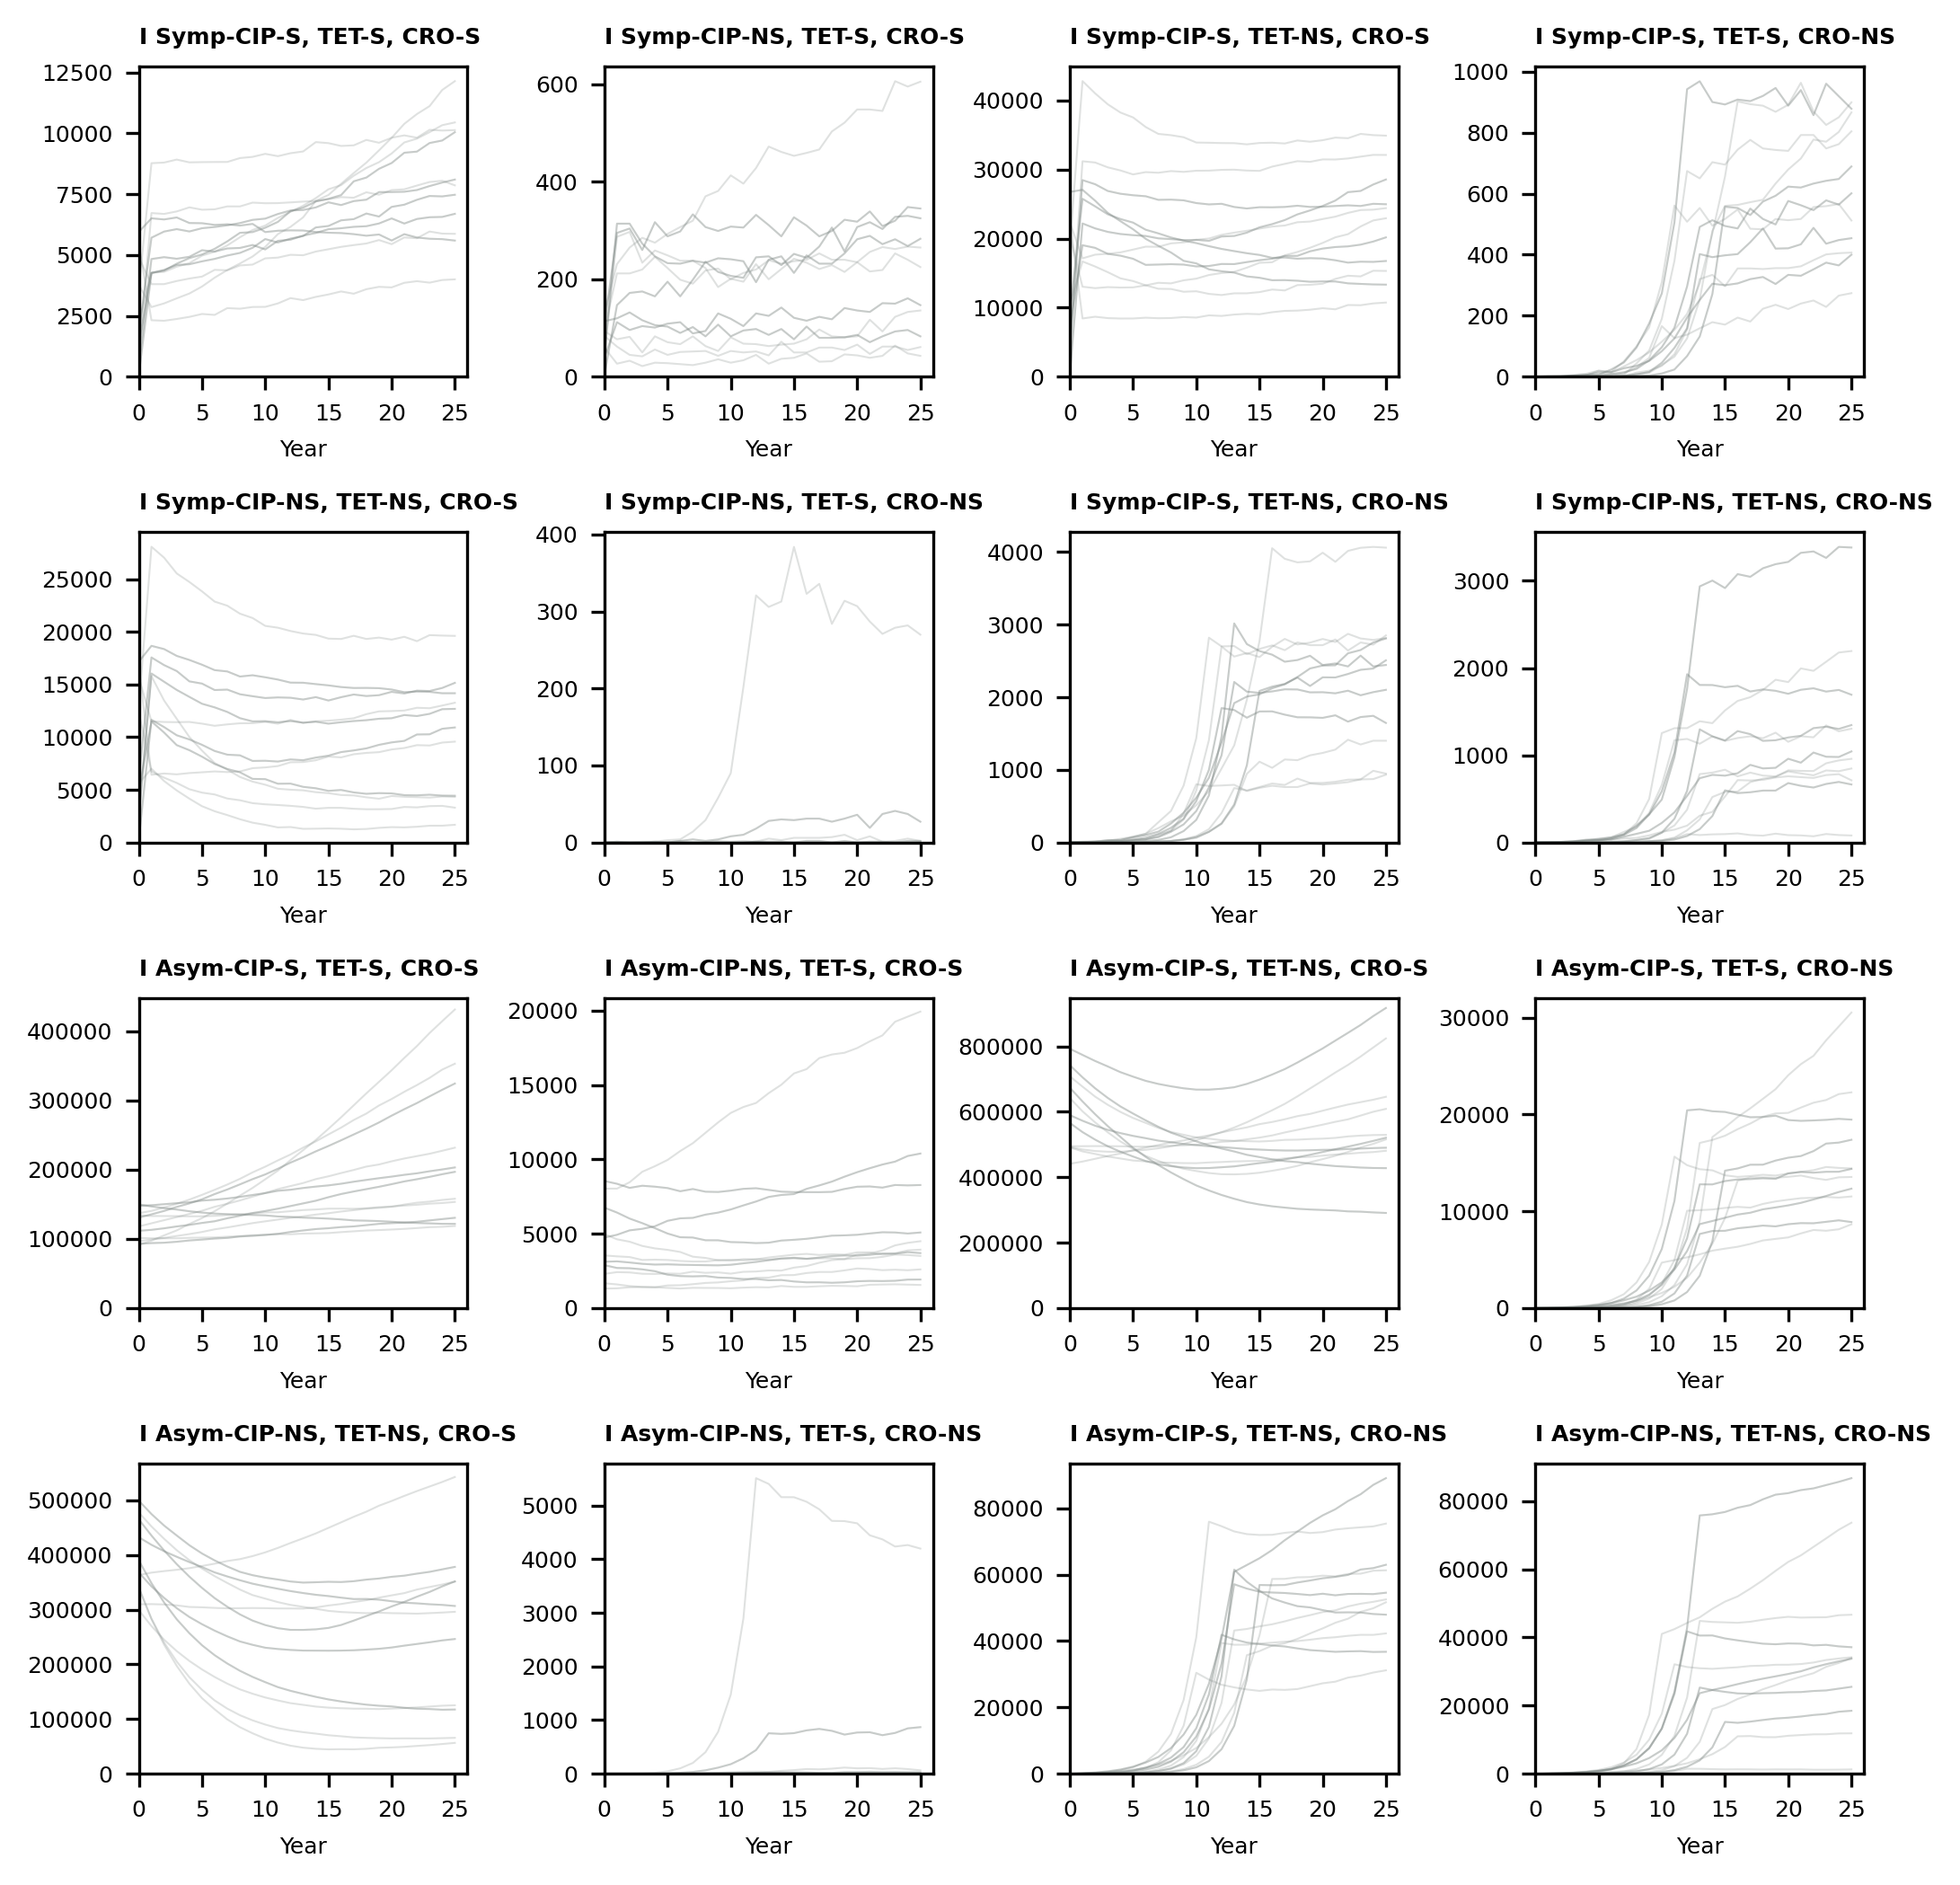 I Symp-CIP-S, TET-S, CRO-S
12500
10000
7500
5000
2500
0
0 5 10 15 20 25
Year
I Symp-CIP-NS, TET-S, CRO-S
600
400
200
0
0 5 10 15 20 25
Year
I Symp-CIP-S, TET-NS, CRO-S
40000
30000
20000
10000
0
0 5 10 15 20 25
Year
I Symp-CIP-S, TET-S, CRO-NS
1000
800
600
400
200
0
0 5 10 15 20 25
Year
I Symp-CIP-NS, TET-NS, CRO-S
25000
20000
15000
10000
5000
0
0 5 10 15 20 25
Year
I Symp-CIP-NS, TET-S, CRO-NS
400
300
200
100
0
0 5 10 15 20 25
Year
I Symp-CIP-S, TET-NS, CRO-NS
4000
3000
2000
1000
0
0 5 10 15 20 25
Year
I Symp-CIP-NS, TET-NS, CRO-NS
3000
2000
1000
0
0 5 10 15 20 25
Year
I Asym-CIP-S, TET-S, CRO-S
400000
300000
200000
100000
0
0 5 10 15 20 25
Year
I Asym-CIP-NS, TET-S, CRO-S
20000
15000
10000
5000
0
0 5 10 15 20 25
Year
I Asym-CIP-S, TET-NS, CRO-S
800000
600000
400000
200000
0
0 5 10 15 20 25
Year
I Asym-CIP-S, TET-S, CRO-NS
30000
20000
10000
0
0 5 10 15 20 25
Year
I Asym-CIP-NS, TET-NS, CRO-S
500000
400000
300000
200000
100000
0
0 5 10 15 20 25
Year
I Asym-CIP-NS, TET-S, CRO-NS
5000
4000
3000
2000
1000
0
0 5 10 15 20 25
Year
I Asym-CIP-S, TET-NS, CRO-NS
80000
60000
40000
20000
0
0 5 10 15 20 25
Year
I Asym-CIP-NS, TET-NS, CRO-NS
80000
60000
40000
20000
0
0 5 10 15 20 25
Year